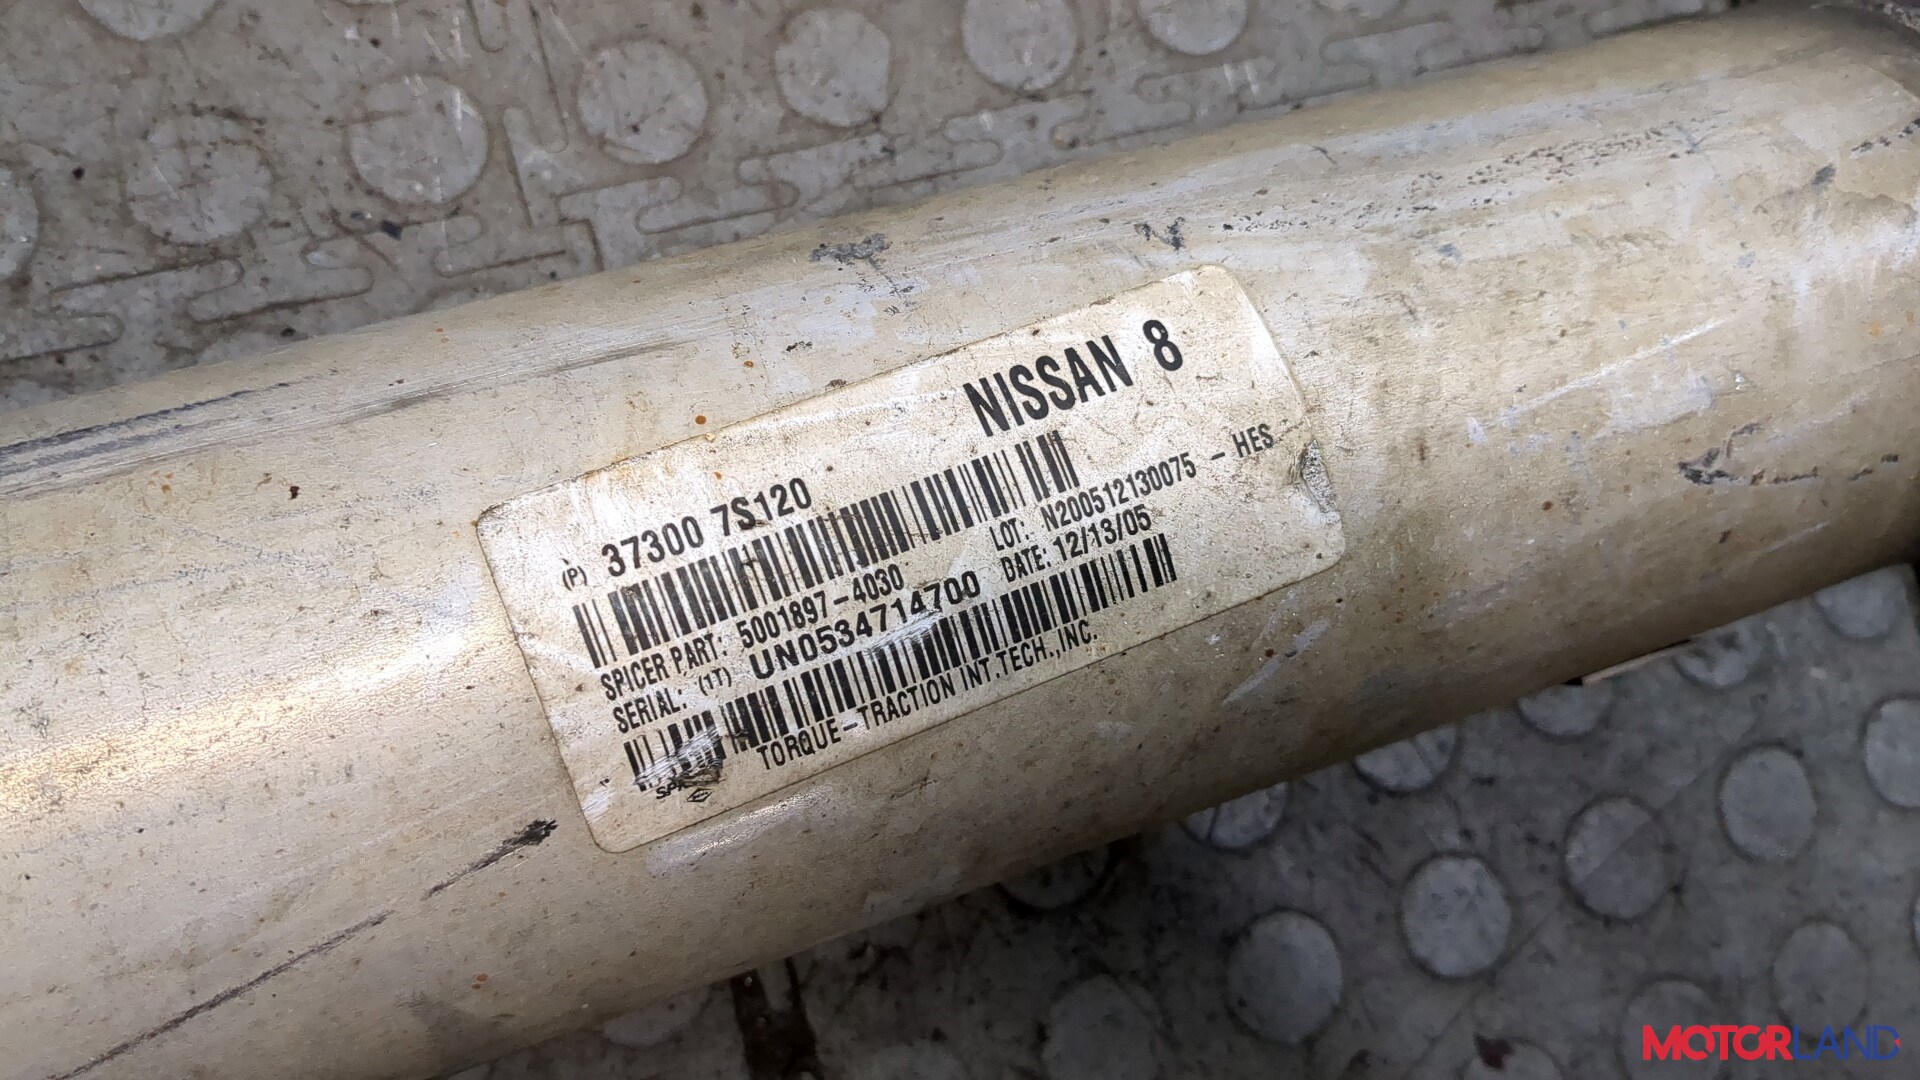 NISSAN 8
(P) 37300 7S120
LOT: N200512130075 - HES
SPICER PART: 5001897-4030
DATE: 12/13/05
SERIAL: (1T) UN0534714700
TORQUE-TRACTION INT.TECH.,INC.
MOTORLAND